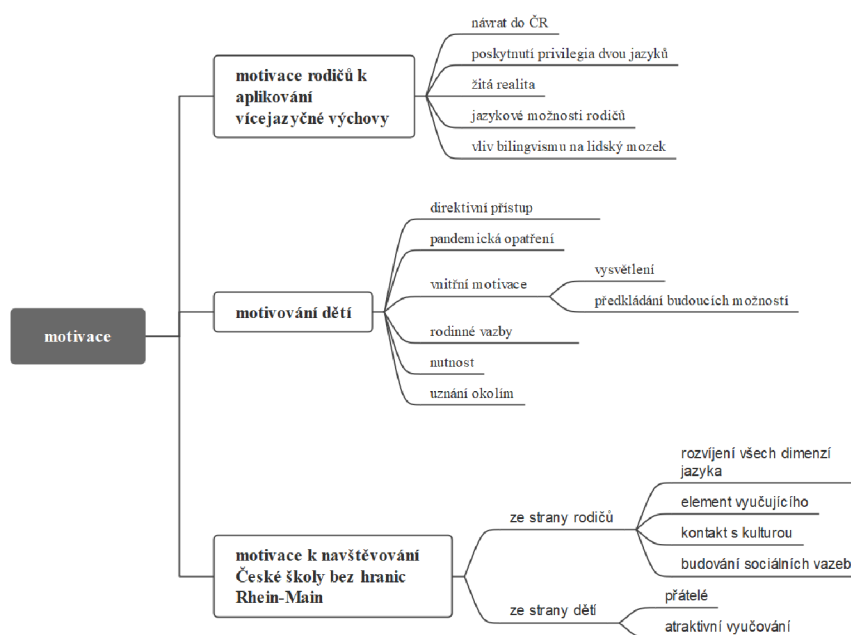 motivace
motivace rodičů k
aplikování
vícejazyčné výchovy
návrat do ČR
poskytnutí privilegia dvou jazyků
žitá realita
jazykové možnosti rodičů
vliv bilingvismu na lidský mozek
motivování dětí
direktivní přístup
pandemická opatření
vnitřní motivace
vysvětlení
předkládání budoucích možností
rodinné vazby
nutnost
uznání okolím
motivace k navštěvování
České školy bez hranic
Rhein-Main
ze strany rodičů
rozvíjení všech dimenzí
jazyka
element vyučujícího
kontakt s kulturou
budování sociálních vazeb
ze strany dětí
přátelé
atraktivní vyučování